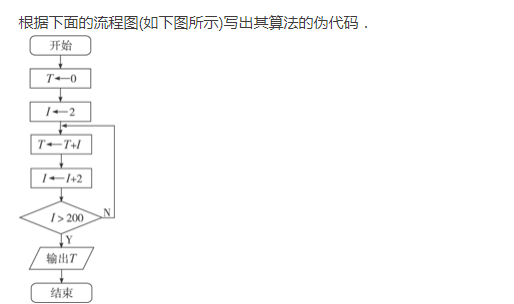 根据下面的流程图(如下图所示)写出其算法的伪代码．
开始
T←0
I←2
T←T+I
I←I+2
I>200
N
Y
输出T
结束